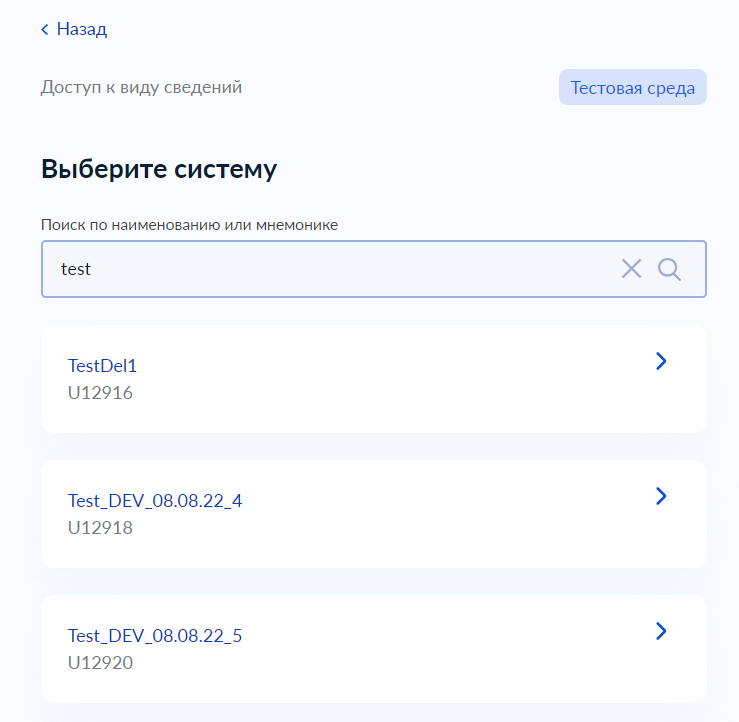 Назад
Доступ к виду сведений
Тестовая среда
Выберите систему
Поиск по наименованию или мнемонике
test
TestDel1
U12916
Test_DEV_08.08.22_4
U12918
Test_DEV_08.08.22_5
U12920